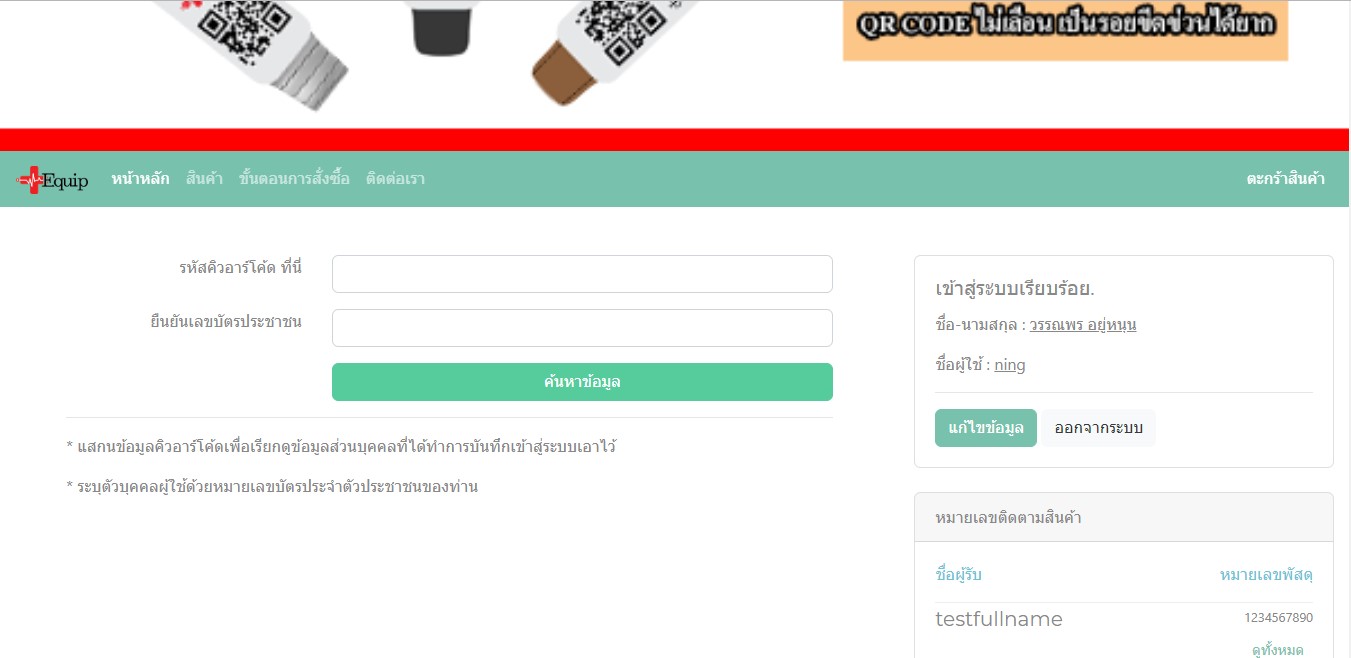 QR CODE ไม่เลือน เป็นรอยขีดข่วนได้ยาก
Equip
หน้าหลัก สินค้า ขั้นตอนการสั่งซื้อ ติดต่อเรา
ตะกร้าสินค้า
รหัสคิวอาร์โค้ด ที่นี่
ยืนยันเลขบัตรประชาชน
ค้นหาข้อมูล
* แสกนข้อมูลคิวอาร์โค้ดเพื่อเรียกดูข้อมูลส่วนบุคคลที่ได้ทำการบันทึกเข้าสู่ระบบเอาไว้
* ระบุตัวบุคคลผู้ใช้ด้วยหมายเลขบัตรประจำตัวประชาชนของท่าน
เข้าสู่ระบบเรียบร้อย.
ชื่อ-นามสกุล : วรรณพร อยู่หนุน
ชื่อผู้ใช้ : ning
แก้ไขข้อมูล ออกจากระบบ
หมายเลขติดตามสินค้า
ชื่อผู้รับ หมายเลขพัสดุ
testfullname 1234567890
ดูทั้งหมด